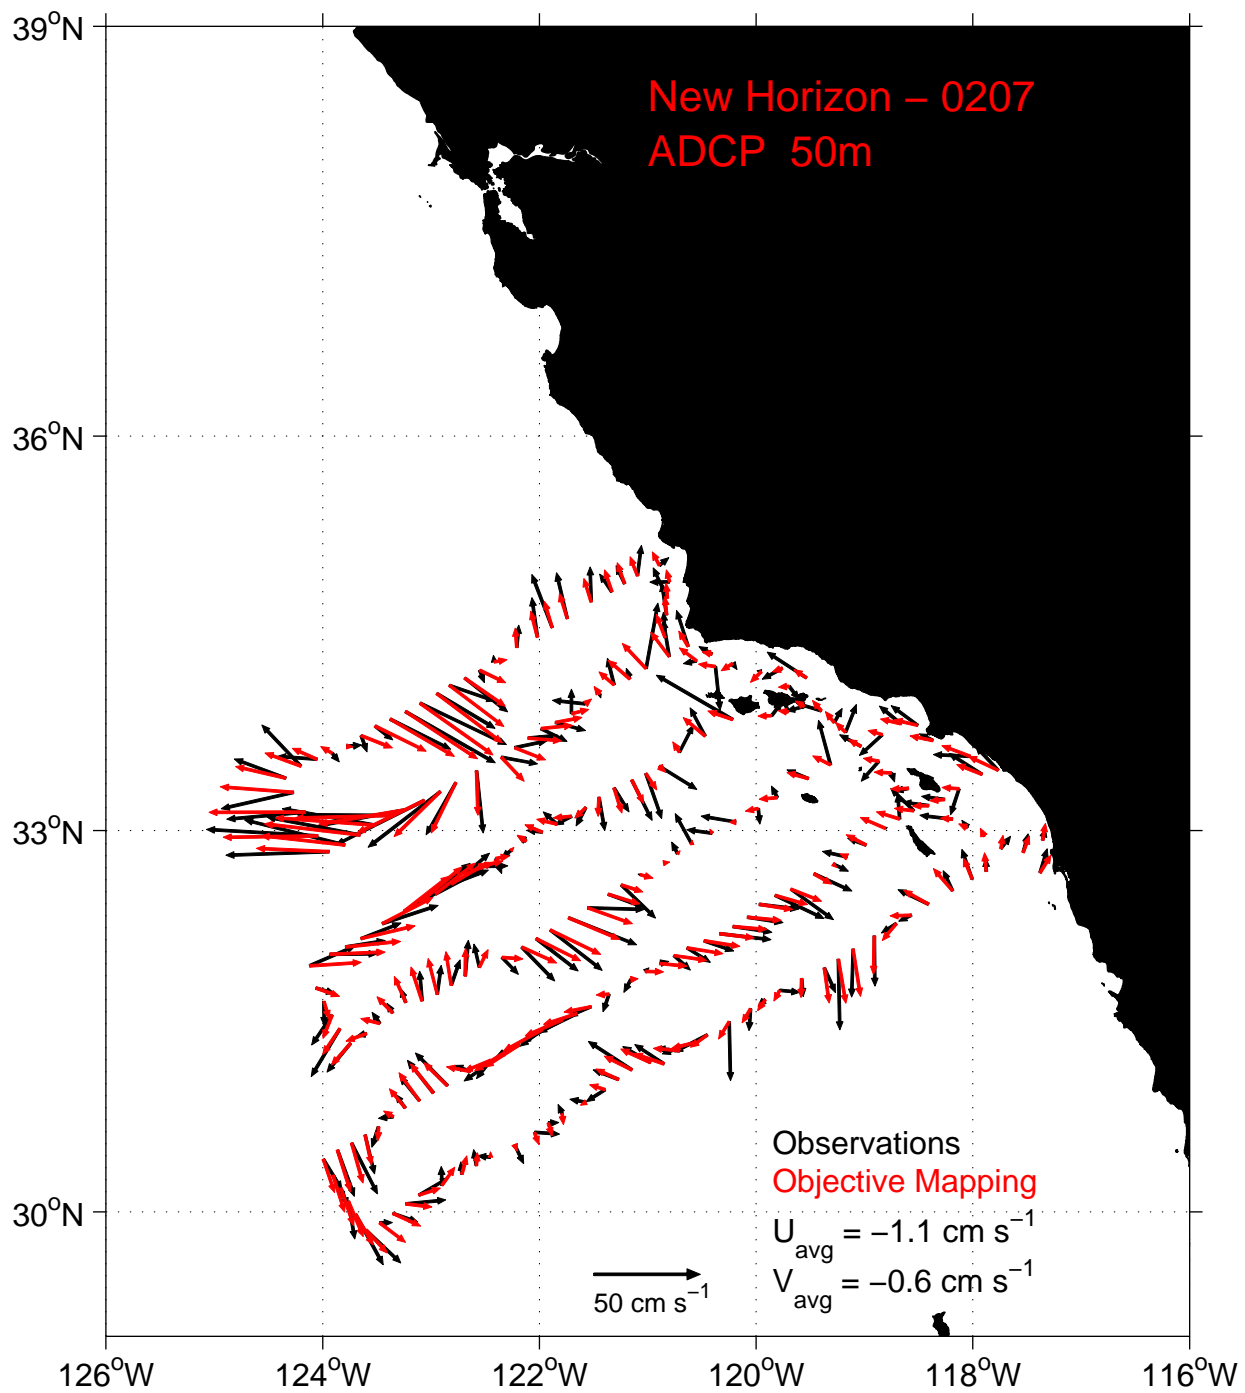 39°N
New Horizon – 0207
ADCP 50m
36°N
33°N
Observations
Objective Mapping
30°N
U_avg = −1.1 cm s⁻¹
V_avg = −0.6 cm s⁻¹
50 cm s⁻¹
126°W 124°W 122°W 120°W 118°W 116°W